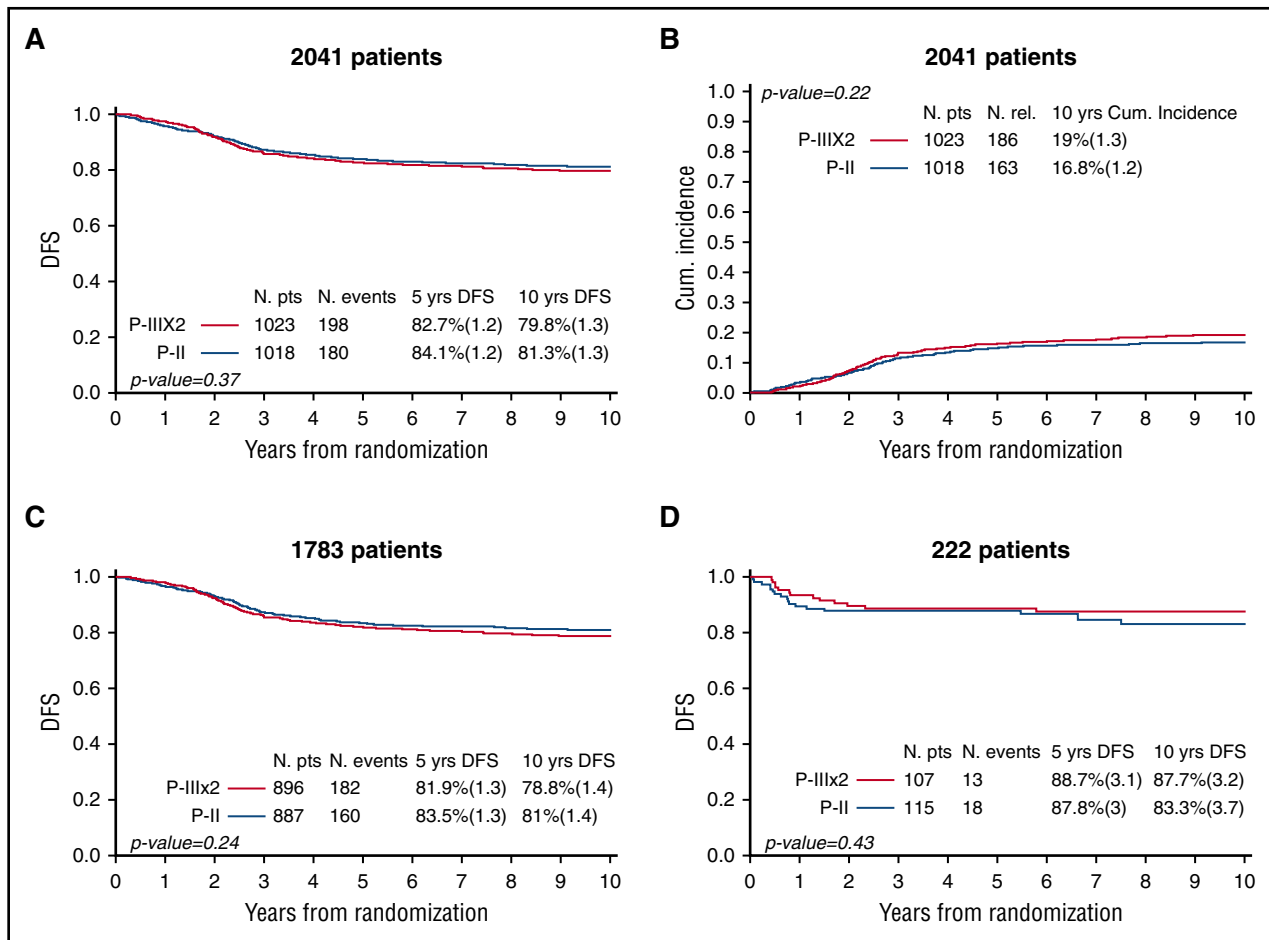 A
2041 patients
1.0
0.8
0.6
0.4
0.2
0.0
DFS
N. pts N. events 5 yrs DFS 10 yrs DFS
P-IIIX2 1023 198 82.7%(1.2) 79.8%(1.3)
P-II 1018 180 84.1%(1.2) 81.3%(1.3)
p-value=0.37
0 1 2 3 4 5 6 7 8 9 10
Years from randomization
B
2041 patients
1.0
0.9
0.8
0.7
0.6
0.5
0.4
0.3
0.2
0.1
0.0
Cum. incidence
p-value=0.22
N. pts N. rel. 10 yrs Cum. Incidence
P-IIIX2 1023 186 19%(1.3)
P-II 1018 163 16.8%(1.2)
0 1 2 3 4 5 6 7 8 9 10
Years from randomization
C
1783 patients
1.0
0.8
0.6
0.4
0.2
0.0
DFS
N. pts N. events 5 yrs DFS 10 yrs DFS
P-IIIx2 896 182 81.9%(1.3) 78.8%(1.4)
P-II 887 160 83.5%(1.3) 81%(1.4)
p-value=0.24
0 1 2 3 4 5 6 7 8 9 10
Years from randomization
D
222 patients
1.0
0.8
0.6
0.4
0.2
0.0
DFS
N. pts N. events 5 yrs DFS 10 yrs DFS
P-IIIx2 107 13 88.7%(3.1) 87.7%(3.2)
P-II 115 18 87.8%(3) 83.3%(3.7)
p-value=0.43
0 1 2 3 4 5 6 7 8 9 10
Years from randomization